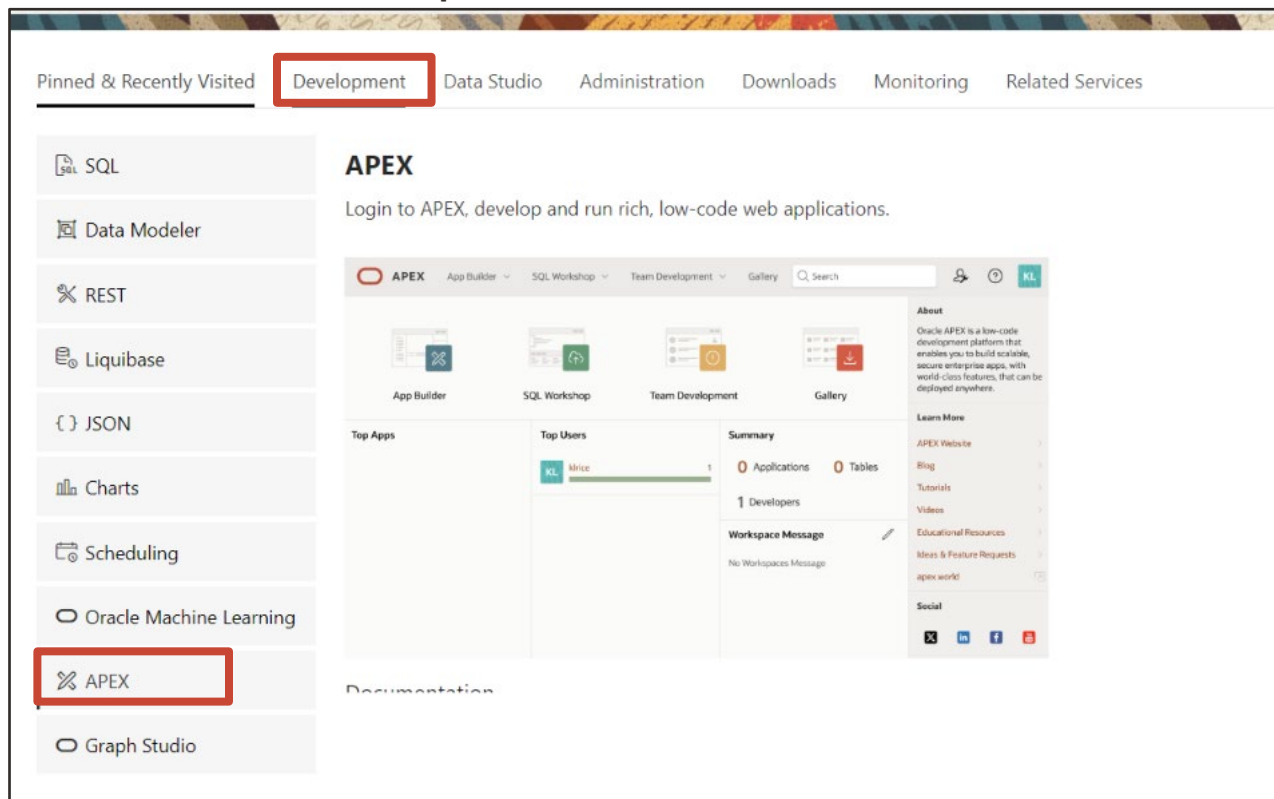 Pinned & Recently Visited Development Data Studio Administration Downloads Monitoring Related Services
SQL
Data Modeler
REST
Liquibase
{} JSON
Charts
Scheduling
Oracle Machine Learning
APEX
Graph Studio
APEX
Login to APEX, develop and run rich, low-code web applications.
APEX App Builder SQL Workshop Team Development Gallery Search KL
App Builder SQL Workshop Team Development Gallery
Top Apps
Top Users
KL klrice 1
Summary
0 Applications 0 Tables
1 Developers
Workspace Message
No Workspaces Message
About
Oracle APEX is a low-code
development platform that
enables you to build scalable,
secure enterprise apps, with
world-class features, that can be
deployed anywhere.
Learn More
APEX Website
Blog
Tutorials
Videos
Educational Resources
Ideas & Feature Requests
apex.world
Social
Documentation